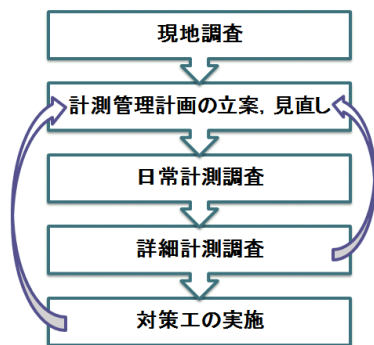 現地調査
計測管理計画の立案，見直し
日常計測調査
詳細計測調査
対策工の実施